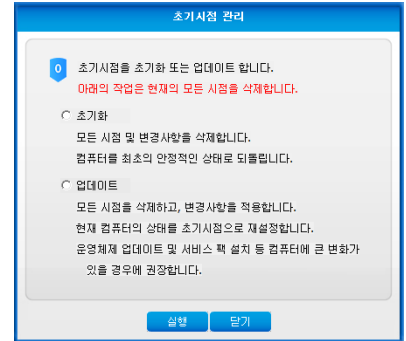 초기시점 관리
0 초기시점을 초기화 또는 업데이트 합니다.
아래의 작업은 현재의 모든 시점을 삭제합니다.
초기화
모든 시점 및 변경사항을 삭제합니다.
컴퓨터를 최초의 안정적인 상태로 되돌립니다.
업데이트
모든 시점을 삭제하고, 변경사항을 적용합니다.
현재 컴퓨터의 상태를 초기시점으로 재설정합니다.
운영체제 업데이트 및 서비스 팩 설치 등 컴퓨터에 큰 변화가
있을 경우에 권장합니다.
실행 닫기